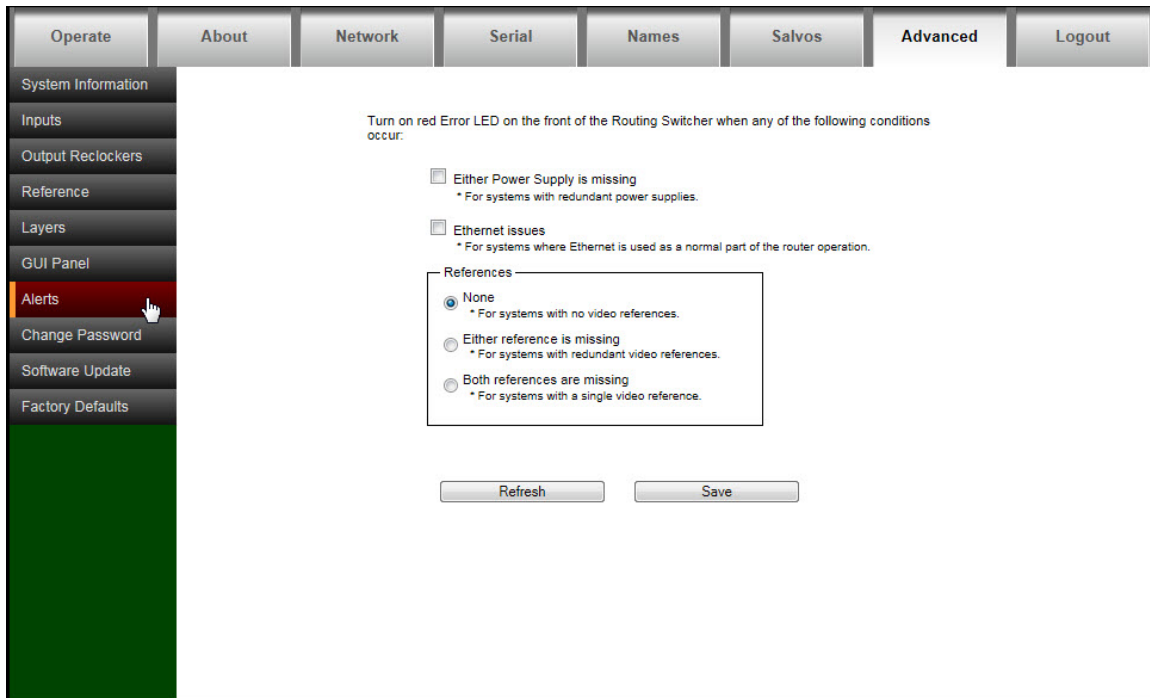 Operate
About
Network
Serial
Names
Salvos
Advanced
Logout
System Information
Inputs
Output Reclockers
Reference
Layers
GUI Panel
Alerts
Change Password
Software Update
Factory Defaults
Turn on red Error LED on the front of the Routing Switcher when any of the following conditions
occur:
Either Power Supply is missing
* For systems with redundant power supplies.
Ethernet issues
* For systems where Ethernet is used as a normal part of the router operation.
References
None
* For systems with no video references.
Either reference is missing
* For systems with redundant video references.
Both references are missing
* For systems with a single video reference.
Refresh
Save